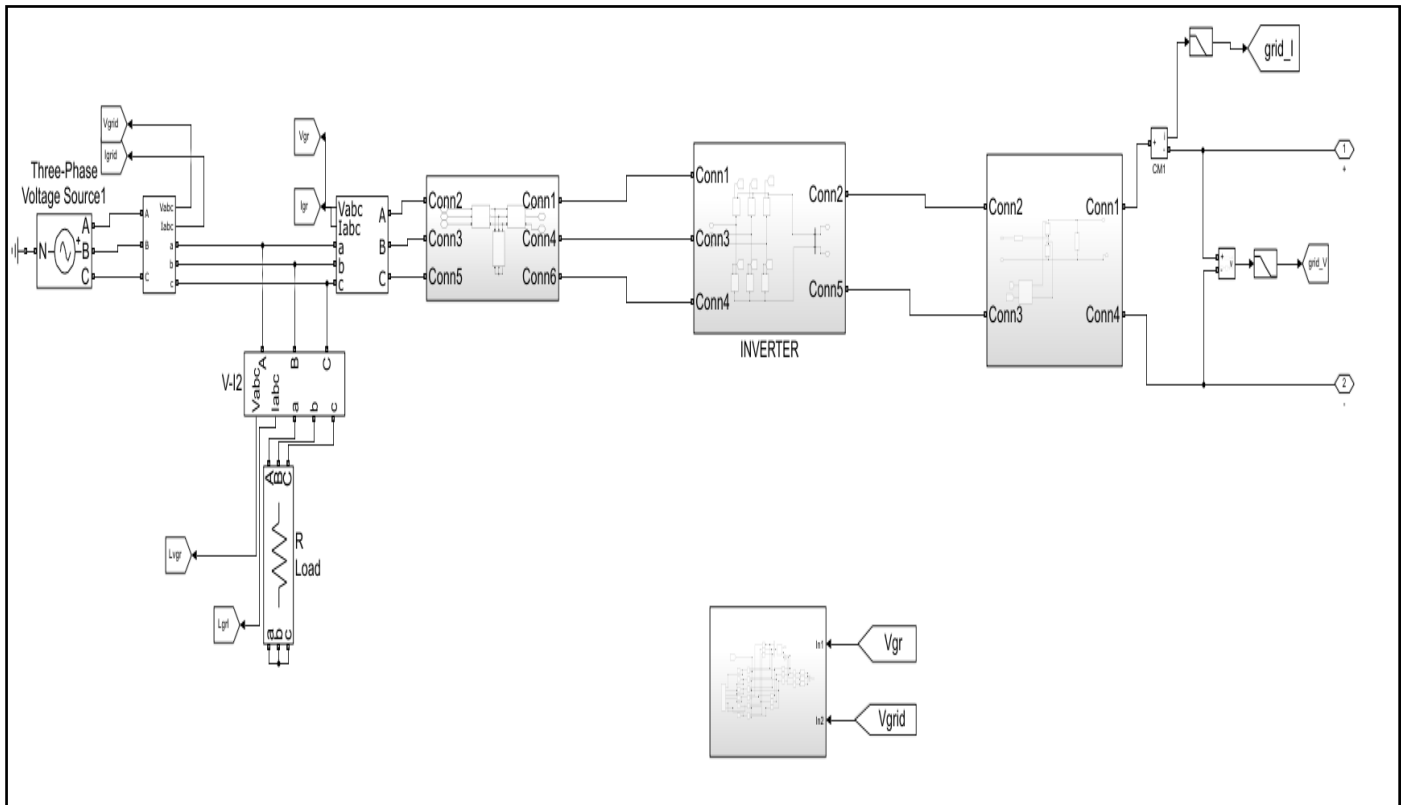 grid_I
Vgrid
Igrid
Vgr
Igr
i
+
-
CM1
1
+
Three-Phase
Voltage Source1
N
+
A
B
C
A
B
C
Vabc
Iabc
a
b
c
Vabc
Iabc
a
b
c
A
B
C
Conn2
Conn3
Conn5
Conn1
Conn4
Conn6
Conn1
Conn3
Conn4
Conn2
Conn5
INVERTER
Conn2
Conn3
Conn1
Conn4
+
-
v
grid_V
2
-
V-I2
A
B
C
Vabc
Iabc
a
b
c
A
B
C
R
Load
a
b
c
Lvgr
Lgrl
In1
Vgr
In2
Vgrid